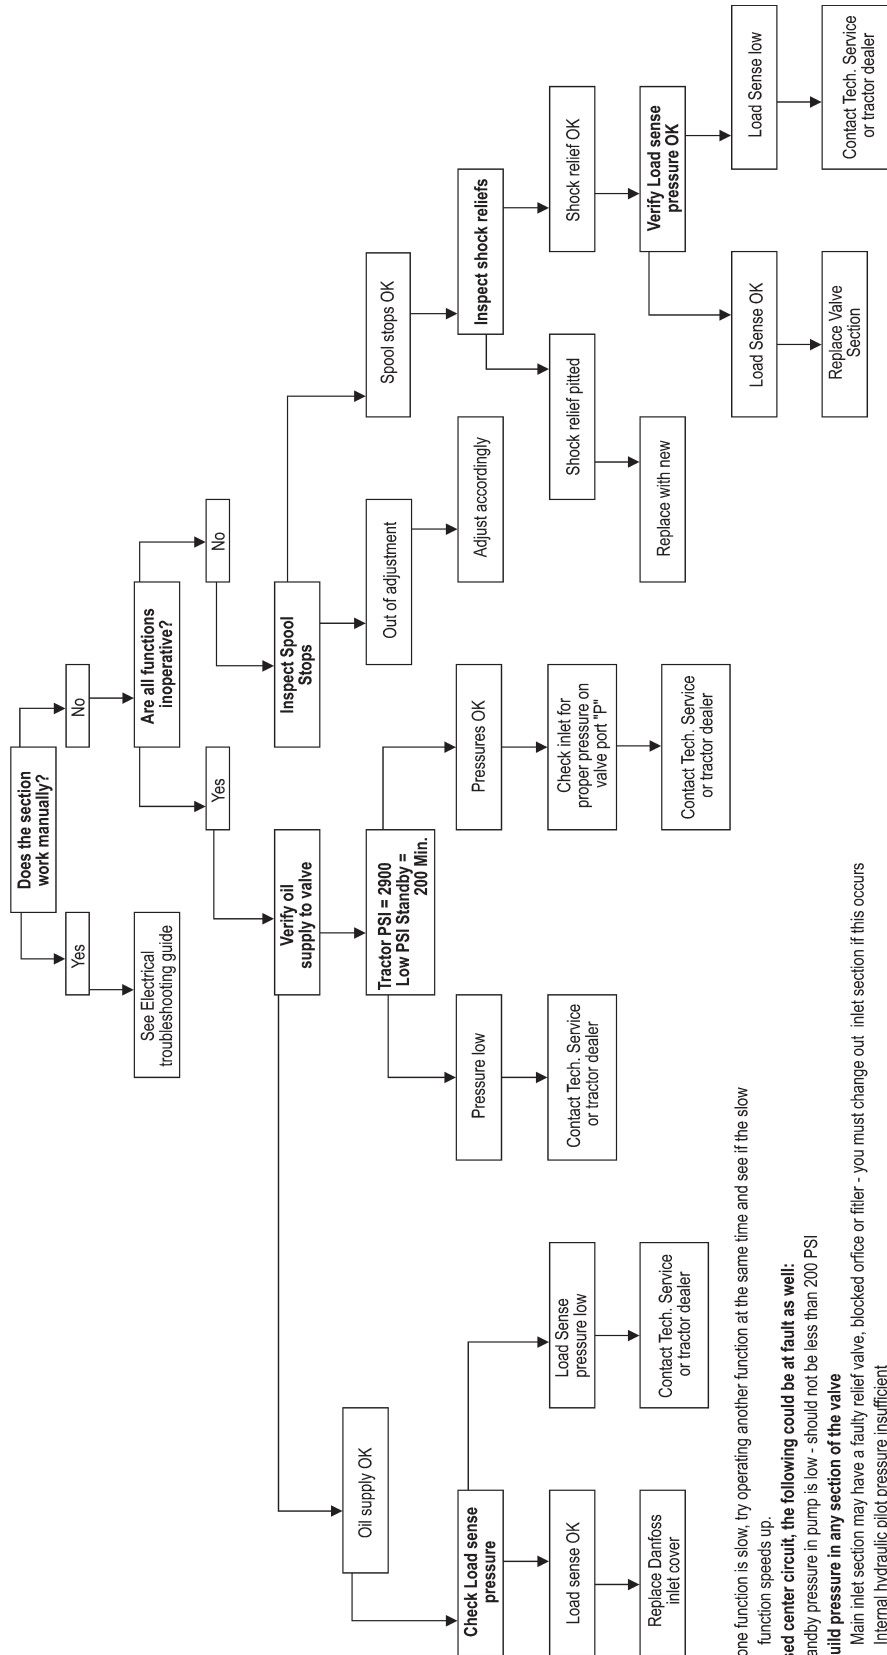 Does the section
work manually?
Yes
No
See Electrical
troubleshooting guide
Are all functions
inoperative?
Yes
No
Verify oil
supply to valve
Inspect Spool
Stops
Oil supply OK
Tractor PSI = 2900
Low PSI Standby =
200 Min.
Out of adjustment
Spool stops OK
Check Load sense
pressure
Pressure low
Pressures OK
Adjust accordingly
Inspect shock reliefs
Load sense OK
Load Sense
pressure low
Contact Tech. Service
or tractor dealer
Check inlet for
proper pressure on
valve port "P"
Shock relief pitted
Shock relief OK
Replace Danfoss
inlet cover
Contact Tech. Service
or tractor dealer
Contact Tech. Service
or tractor dealer
Replace with new
Verify Load sense
pressure OK
Load Sense OK
Load Sense low
Replace Valve
Section
Contact Tech. Service
or tractor dealer
one function is slow, try operating another function at the same time and see if the slow
function speeds up.
sed center circuit, the following could be at fault as well:
andby pressure in pump is low - should not be less than 200 PSI
uild pressure in any section of the valve
Main inlet section may have a faulty relief valve, blocked orfice or fitler - you must change out inlet section if this occurs
Internal hydraulic pilot pressure insufficient